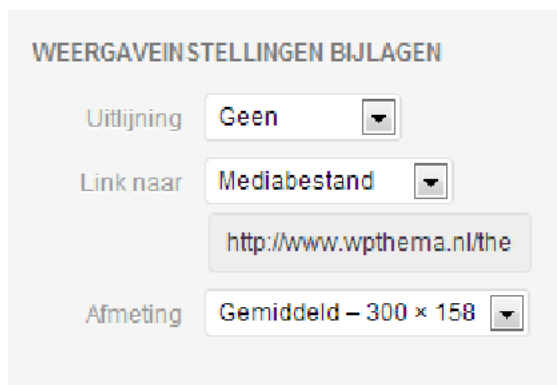 WEERGAVEINSTELLINGEN BIJLAGEN
Uitlijning Geen
Link naar Mediabestand
http://www.wpthema.nl/the
Afmeting Gemiddeld – 300 × 158